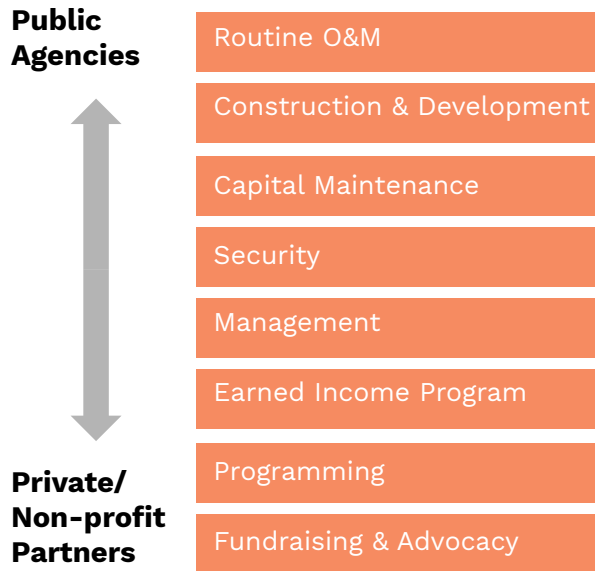 Public
Agencies
Routine O&M
Construction & Development
Capital Maintenance
Security
Management
Earned Income Program
Programming
Fundraising & Advocacy
Private/
Non-profit
Partners